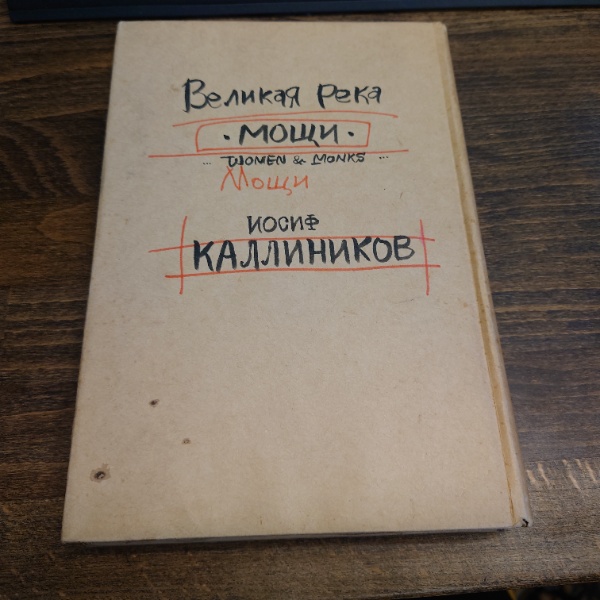 Великая река
·МОЩИ·
... WOMEN & MONKS ...
Мощи
ИОСИФ
КАЛЛИНИКОВ